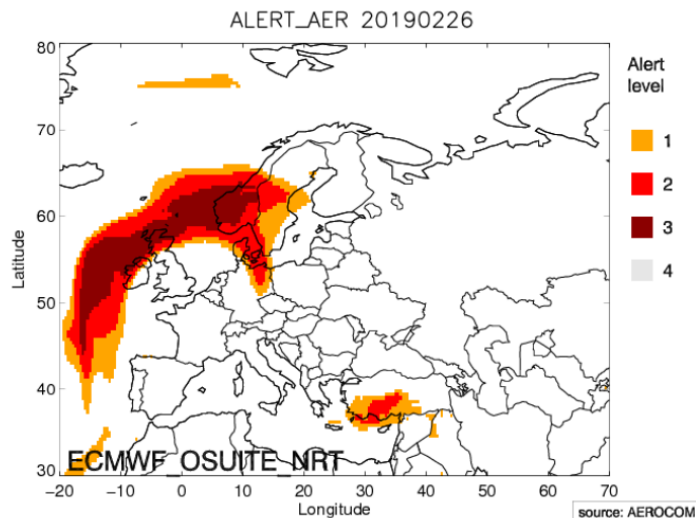 ALERT_AER 20190226
80
70
60
50
40
30
Latitude
-20 -10 0 10 20 30 40 50 60 70
Longitude
ECMWF_OSUITE_NRT
Alert
level
1
2
3
4
source: AEROCOM